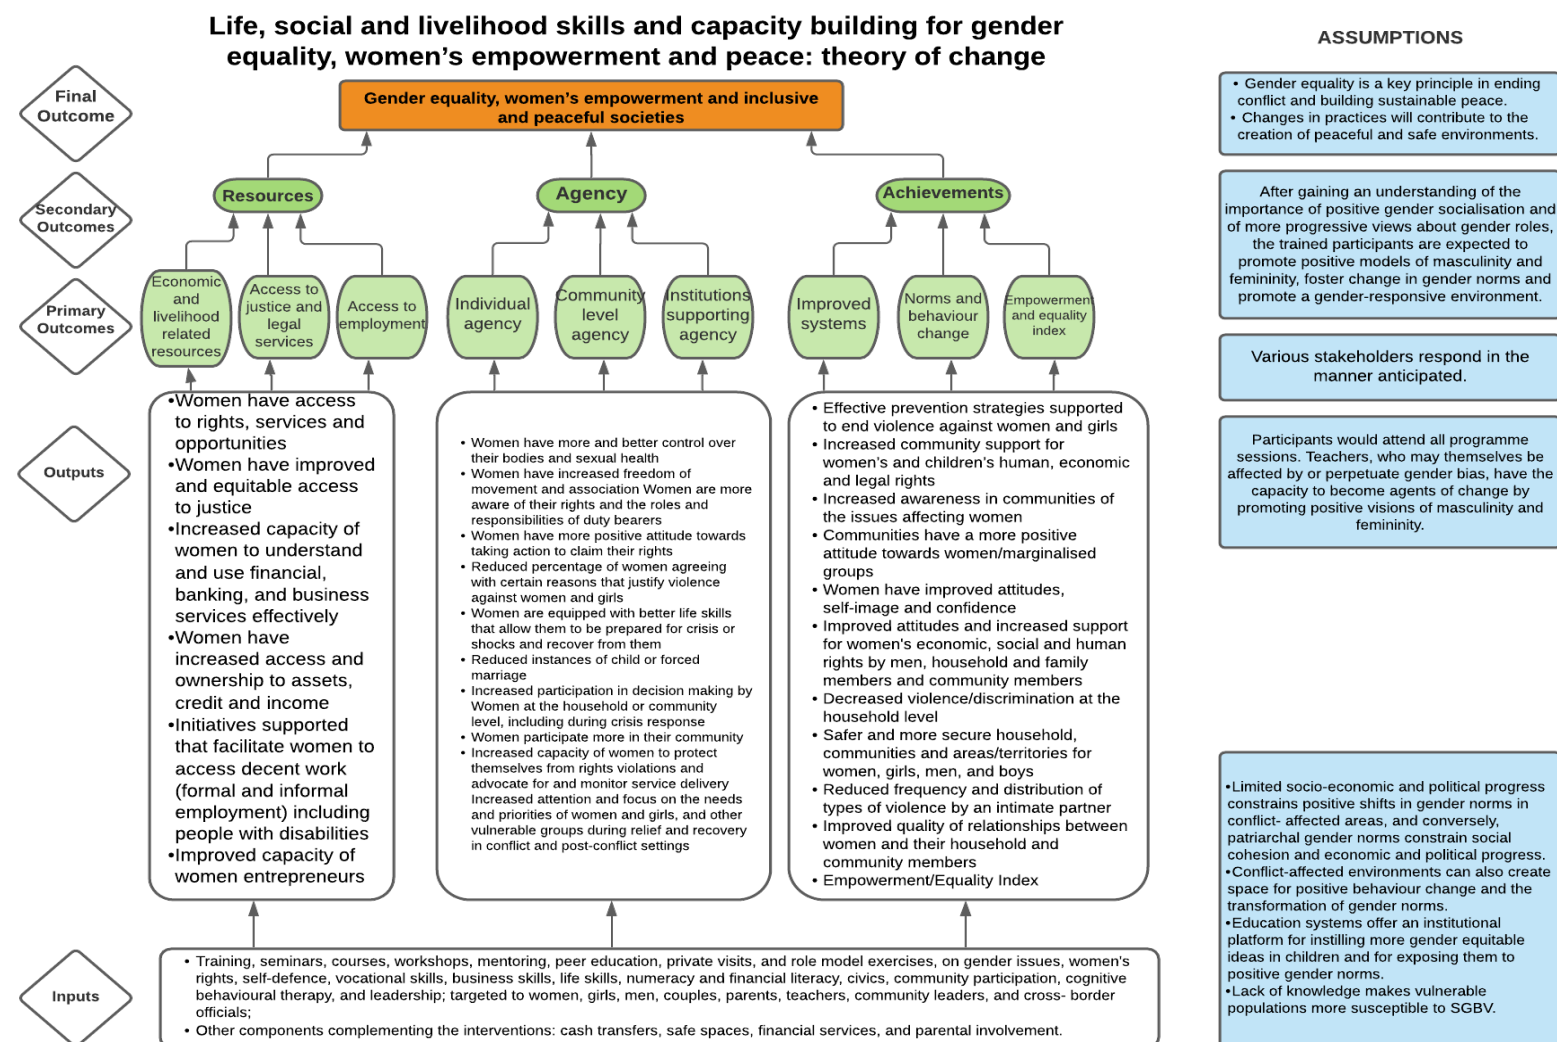 Life, social and livelihood skills and capacity building for gender
equality, women's empowerment and peace: theory of change
ASSUMPTIONS
Final
Outcome
Gender equality, women's empowerment and inclusive
and peaceful societies
• Gender equality is a key principle in ending
conflict and building sustainable peace.
• Changes in practices will contribute to the
creation of peaceful and safe environments.
Secondary
Outcomes
Resources
Agency
Achievements
After gaining an understanding of the
importance of positive gender socialisation and
of more progressive views about gender roles,
the trained participants are expected to
promote positive models of masculinity and
femininity, foster change in gender norms and
promote a gender-responsive environment.
Primary
Outcomes
Economic
and
livelihood
related
resources
Access to
justice and
legal
services
Access to
employment
Individual
agency
Community
level
agency
Institutions
supporting
agency
Improved
systems
Norms and
behaviour
change
Empowerment
and equality
index
Various stakeholders respond in the
manner anticipated.
Outputs
•Women have access
to rights, services and
opportunities
•Women have improved
and equitable access
to justice
•Increased capacity of
women to understand
and use financial,
banking, and business
services effectively
•Women have
increased access and
ownership to assets,
credit and income
•Initiatives supported
that facilitate women to
access decent work
(formal and informal
employment) including
people with disabilities
•Improved capacity of
women entrepreneurs
• Women have more and better control over
their bodies and sexual health
• Women have increased freedom of
movement and association Women are more
aware of their rights and the roles and
responsibilities of duty bearers
• Women have more positive attitude towards
taking action to claim their rights
• Reduced percentage of women agreeing
with certain reasons that justify violence
against women and girls
• Women are equipped with better life skills
that allow them to be prepared for crisis or
shocks and recover from them
• Reduced instances of child or forced
marriage
• Increased participation in decision making by
Women at the household or community
level, including during crisis response
• Women participate more in their community
• Increased capacity of women to protect
themselves from rights violations and
advocate for and monitor service delivery
Increased attention and focus on the needs
and priorities of women and girls, and other
vulnerable groups during relief and recovery
in conflict and post-conflict settings
• Effective prevention strategies supported
to end violence against women and girls
• Increased community support for
women's and children's human, economic
and legal rights
• Increased awareness in communities of
the issues affecting women
• Communities have a more positive
attitude towards women/marginalised
groups
• Women have improved attitudes,
self-image and confidence
• Improved attitudes and increased support
for women's economic, social and human
rights by men, household and family
members and community members
• Decreased violence/discrimination at the
household level
• Safer and more secure household,
communities and areas/territories for
women, girls, men, and boys
• Reduced frequency and distribution of
types of violence by an intimate partner
• Improved quality of relationships between
women and their household and
community members
• Empowerment/Equality Index
Participants would attend all programme
sessions. Teachers, who may themselves be
affected by or perpetuate gender bias, have the
capacity to become agents of change by
promoting positive visions of masculinity and
femininity.
Inputs
• Training, seminars, courses, workshops, mentoring, peer education, private visits, and role model exercises, on gender issues, women's
rights, self-defence, vocational skills, business skills, life skills, numeracy and financial literacy, civics, community participation, cognitive
behavioural therapy, and leadership; targeted to women, girls, men, couples, parents, teachers, community leaders, and cross- border
officials;
• Other components complementing the interventions: cash transfers, safe spaces, financial services, and parental involvement.
•Limited socio-economic and political progress
constrains positive shifts in gender norms in
conflict- affected areas, and conversely,
patriarchal gender norms constrain social
cohesion and economic and political progress.
•Conflict-affected environments can also create
space for positive behaviour change and the
transformation of gender norms.
•Education systems offer an institutional
platform for instilling more gender equitable
ideas in children and for exposing them to
positive gender norms.
•Lack of knowledge makes vulnerable
populations more susceptible to SGBV.